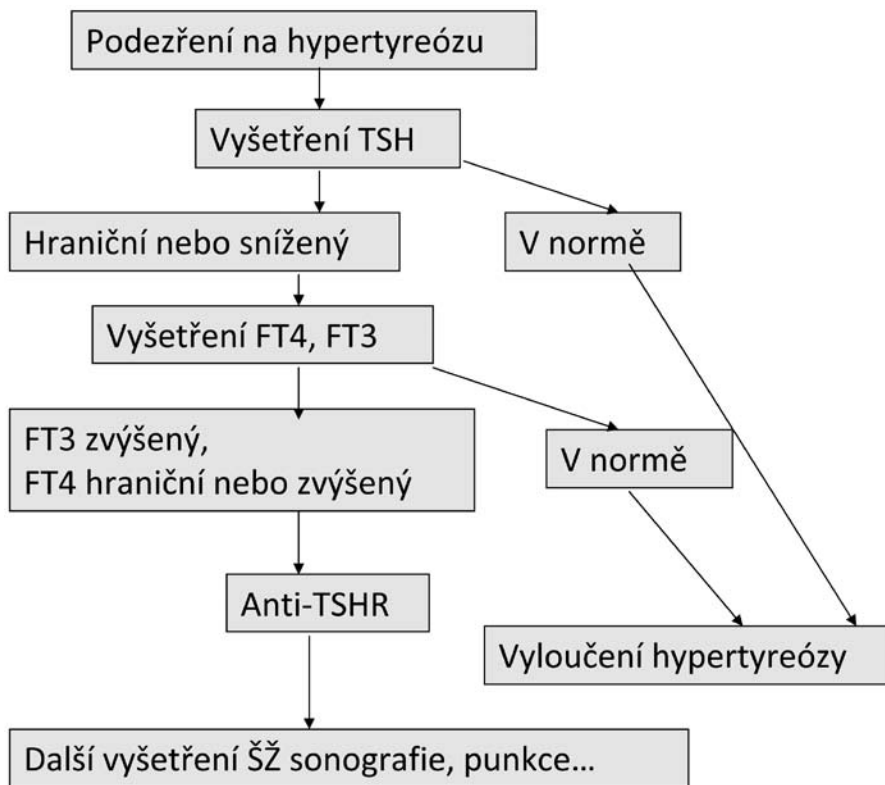 Podezření na hypertyreózu
Vyšetření TSH
Hraniční nebo snížený
V normě
Vyšetření FT4, FT3
FT3 zvýšený,
FT4 hraniční nebo zvýšený
V normě
Anti-TSHR
Vyloučení hypertyreózy
Další vyšetření ŠŽ sonografie, punkce...